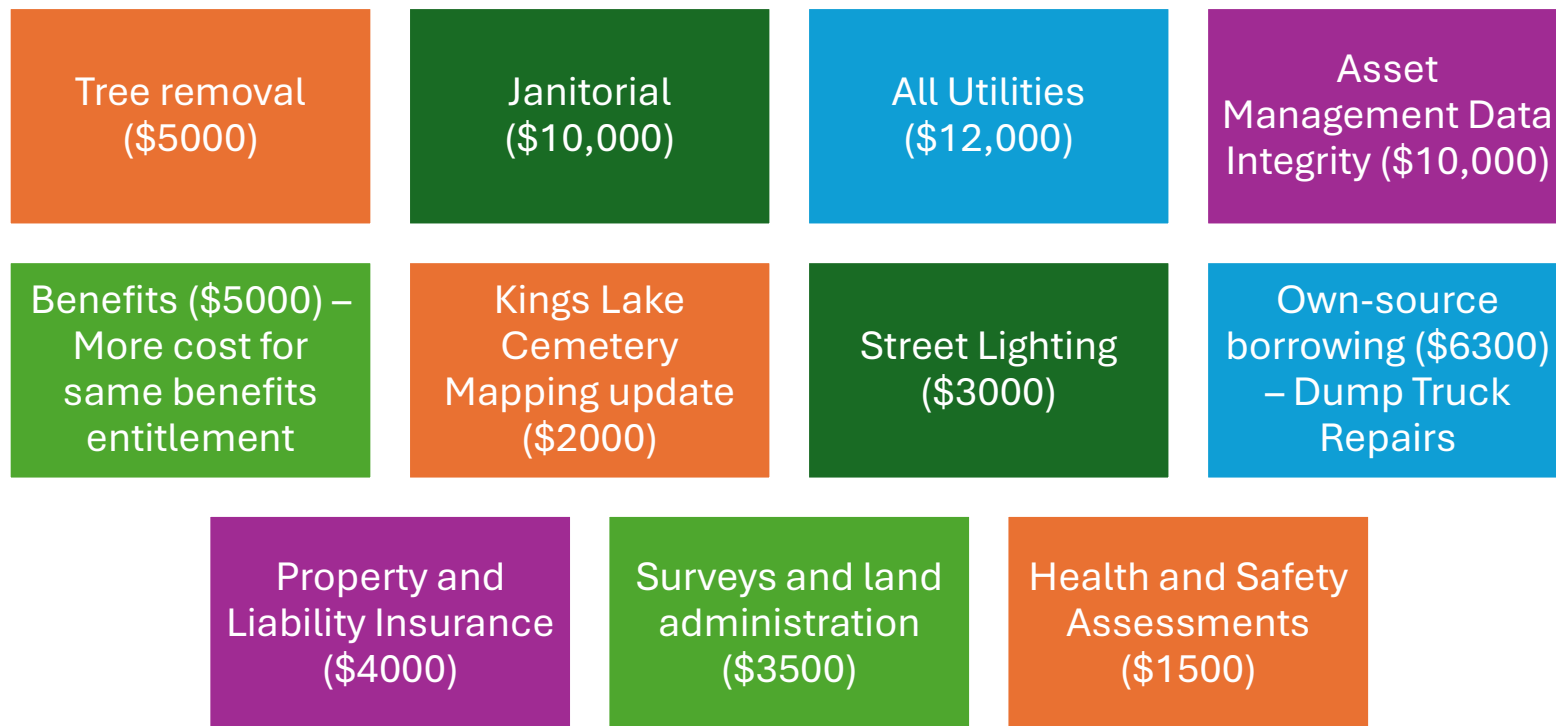 Tree removal
($5000)
Janitorial
($10,000)
All Utilities
($12,000)
Asset
Management Data
Integrity ($10,000)
Benefits ($5000) –
More cost for
same benefits
entitlement
Kings Lake
Cemetery
Mapping update
($2000)
Street Lighting
($3000)
Own-source
borrowing ($6300)
– Dump Truck
Repairs
Property and
Liability Insurance
($4000)
Surveys and land
administration
($3500)
Health and Safety
Assessments
($1500)